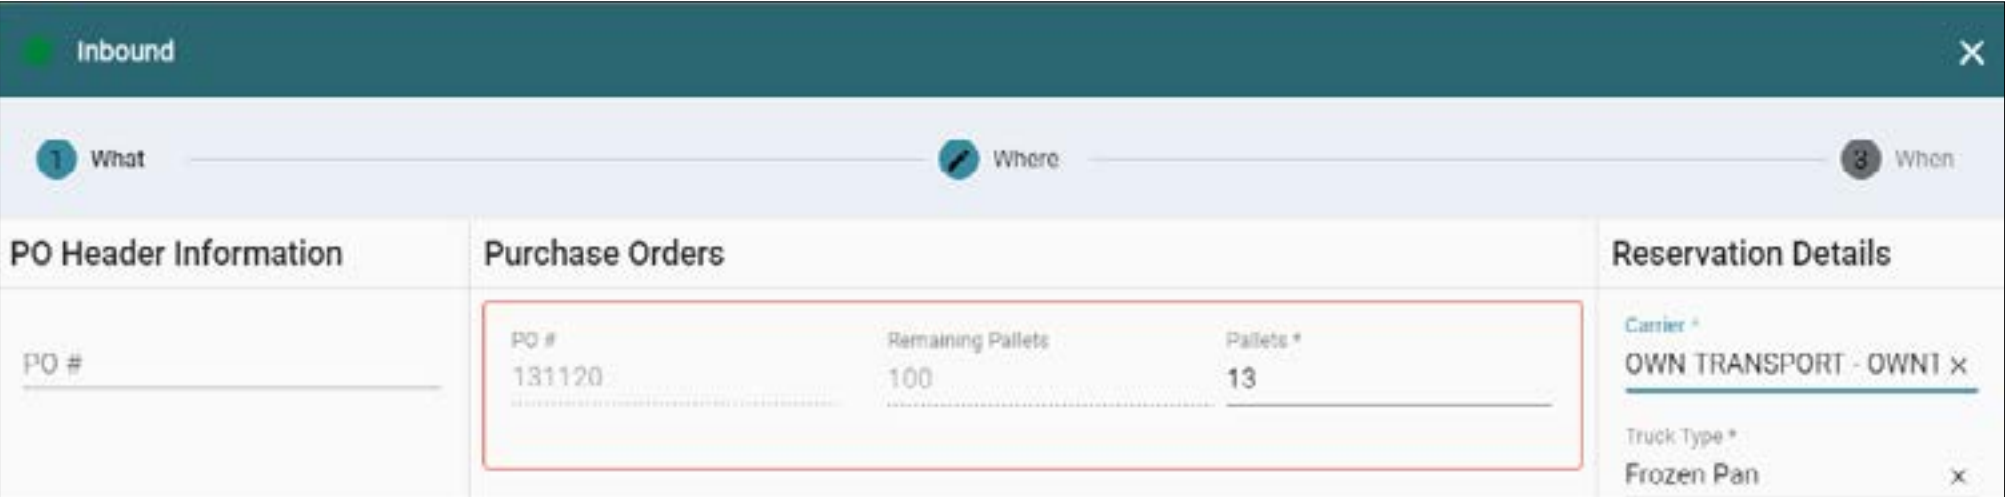 Inbound
1 What
Where
3 When
PO Header Information
Purchase Orders
Reservation Details
PO #
PO #
131120
Remaining Pallets
100
Pallets *
13
Carrier *
OWN TRANSPORT - OWNT
Truck Type *
Frozen Pan